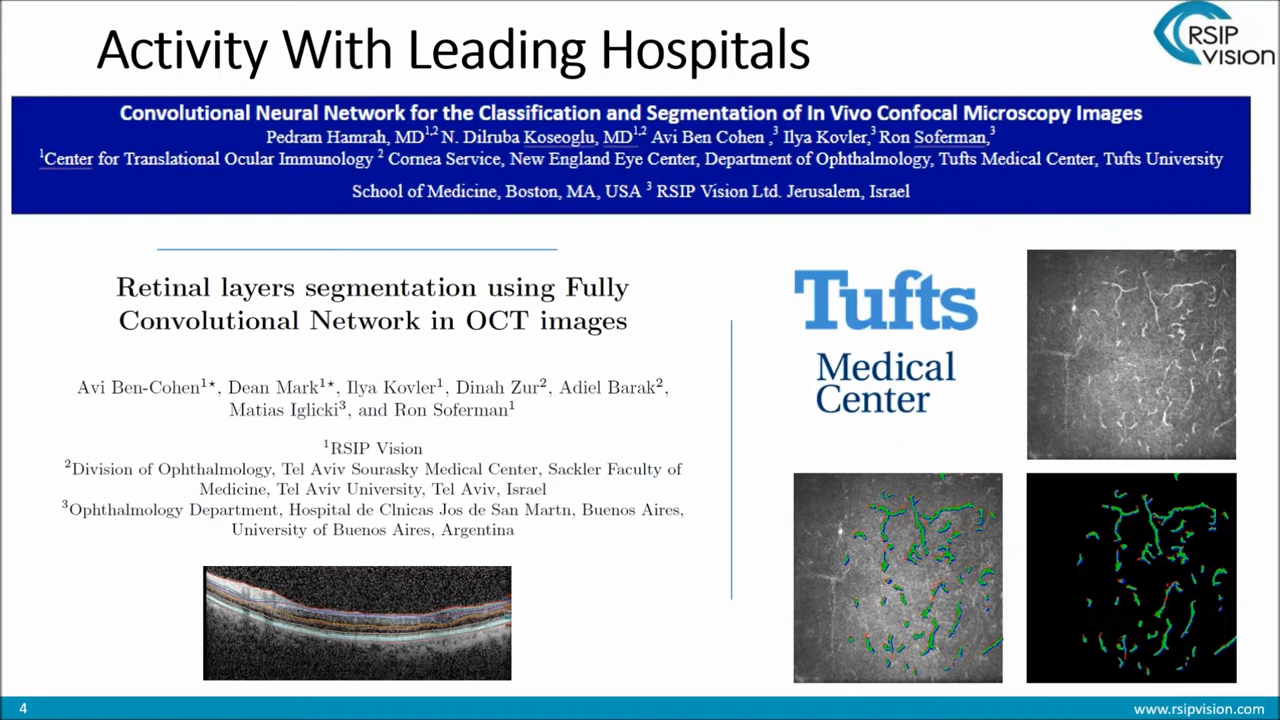 Activity With Leading Hospitals
RSIP
VISION
Convolutional Neural Network for the Classification and Segmentation of In Vivo Confocal Microscopy Images
Pedram Hamrah, MD1,2 N. Dilruba Koseoglu, MD1,2 Avi Ben Cohen ,3 Ilya Kovler,3 Ron Soferman,3
1Center for Translational Ocular Immunology 2 Cornea Service, New England Eye Center, Department of Ophthalmology, Tufts Medical Center, Tufts University
School of Medicine, Boston, MA, USA 3 RSIP Vision Ltd. Jerusalem, Israel
Retinal layers segmentation using Fully
Convolutional Network in OCT images
Avi Ben-Cohen1⋆, Dean Mark1⋆, Ilya Kovler1, Dinah Zur2, Adiel Barak2,
Matias Iglicki3, and Ron Soferman1
1RSIP Vision
2Division of Ophthalmology, Tel Aviv Sourasky Medical Center, Sackler Faculty of
Medicine, Tel Aviv University, Tel Aviv, Israel
3Ophthalmology Department, Hospital de Clnicas Jos de San Martn, Buenos Aires,
University of Buenos Aires, Argentina
Tufts
Medical
Center
4
www.rsipvision.com